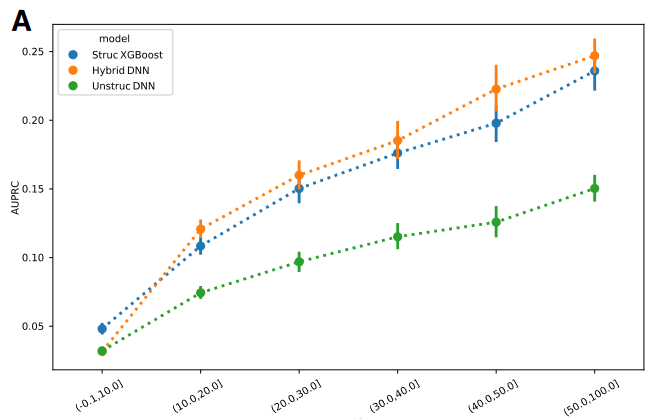 A
model
Struc XGBoost
Hybrid DNN
Unstruc DNN
AUPRC
0.25
0.20
0.15
0.10
0.05
(-0.1,10.0]
(10.0,20.0]
(20.0,30.0]
(30.0,40.0]
(40.0,50.0]
(50.0,100.0]